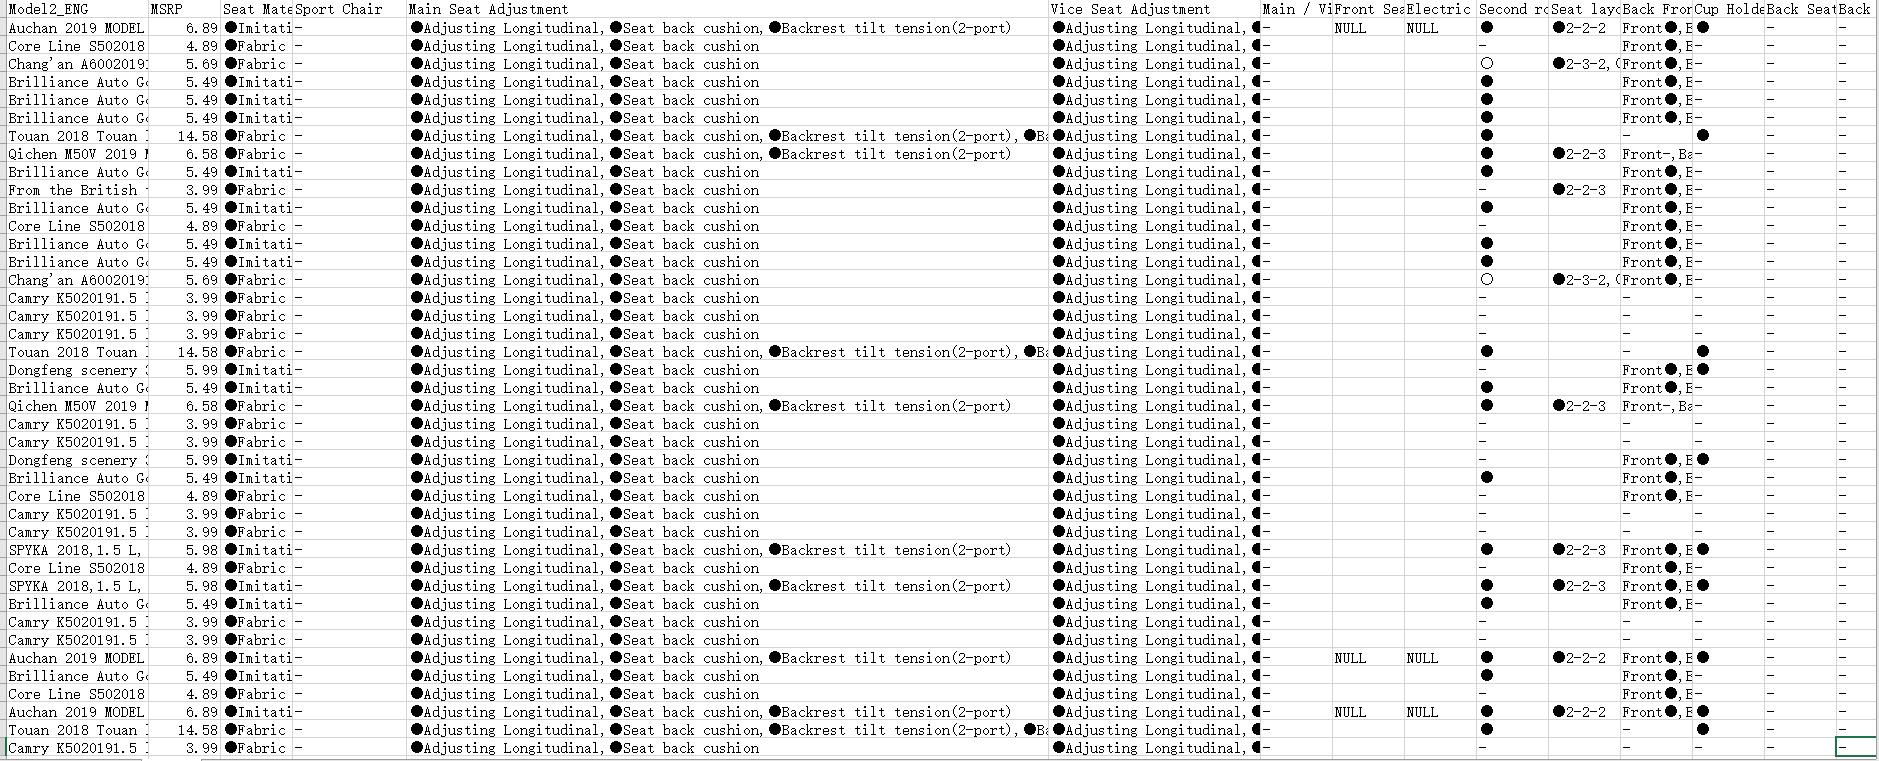 Model2_ENG MSRP Seat Mate Sport Chair Main Seat Adjustment Vice Seat Adjustment Main / Vi Front Sea Electric Second ro Seat layo Back Fron Cup Holde Back Seat Back
Auchan 2019 MODEL 6.89 ●Imitati - ●Adjusting Longitudinal, ●Seat back cushion, ●Backrest tilt tension(2-port) ●Adjusting Longitudinal, ● - NULL NULL ● ●2-2-2 Front●,B ● - -
Core Line S502018 4.89 ●Fabric - ●Adjusting Longitudinal, ●Seat back cushion ●Adjusting Longitudinal, ● - - Front●,B - - -
Chang'an A6002019: 5.69 ●Fabric - ●Adjusting Longitudinal, ●Seat back cushion ●Adjusting Longitudinal, ● - ○ ●2-3-2, Front●,B - - -
Brilliance Auto G 5.49 ●Imitati - ●Adjusting Longitudinal, ●Seat back cushion ●Adjusting Longitudinal, ● - ● Front●,B - - -
Brilliance Auto G 5.49 ●Imitati - ●Adjusting Longitudinal, ●Seat back cushion ●Adjusting Longitudinal, ● - ● Front●,B - - -
Brilliance Auto G 5.49 ●Imitati - ●Adjusting Longitudinal, ●Seat back cushion ●Adjusting Longitudinal, ● - ● Front●,B - - -
Touan 2018 Touan 14.58 ●Fabric - ●Adjusting Longitudinal, ●Seat back cushion, ●Backrest tilt tension(2-port), ●Ba ●Adjusting Longitudinal, ● - ● - ● - -
Qichen M50V 2019 M 6.58 ●Fabric - ●Adjusting Longitudinal, ●Seat back cushion, ●Backrest tilt tension(2-port) ●Adjusting Longitudinal, ● - ● ●2-2-3 Front-,Ba - - -
Brilliance Auto G 5.49 ●Imitati - ●Adjusting Longitudinal, ●Seat back cushion ●Adjusting Longitudinal, ● - ● Front●,B - - -
From the British 3.99 ●Fabric - ●Adjusting Longitudinal, ●Seat back cushion ●Adjusting Longitudinal, ● - - ●2-2-3 Front●,B - - -
Brilliance Auto G 5.49 ●Imitati - ●Adjusting Longitudinal, ●Seat back cushion ●Adjusting Longitudinal, ● - ● Front●,B - - -
Core Line S502018 4.89 ●Fabric - ●Adjusting Longitudinal, ●Seat back cushion ●Adjusting Longitudinal, ● - - Front●,B - - -
Brilliance Auto G 5.49 ●Imitati - ●Adjusting Longitudinal, ●Seat back cushion ●Adjusting Longitudinal, ● - ● Front●,B - - -
Brilliance Auto G 5.49 ●Imitati - ●Adjusting Longitudinal, ●Seat back cushion ●Adjusting Longitudinal, ● - ● Front●,B - - -
Chang'an A6002019: 5.69 ●Fabric - ●Adjusting Longitudinal, ●Seat back cushion ●Adjusting Longitudinal, ● - ○ ●2-3-2, Front●,B - - -
Camry K5020191.5 3.99 ●Fabric - ●Adjusting Longitudinal, ●Seat back cushion ●Adjusting Longitudinal, ● - - - - - -
Camry K5020191.5 3.99 ●Fabric - ●Adjusting Longitudinal, ●Seat back cushion ●Adjusting Longitudinal, ● - - - - - -
Camry K5020191.5 3.99 ●Fabric - ●Adjusting Longitudinal, ●Seat back cushion ●Adjusting Longitudinal, ● - - - - - -
Touan 2018 Touan 14.58 ●Fabric - ●Adjusting Longitudinal, ●Seat back cushion, ●Backrest tilt tension(2-port), ●Ba ●Adjusting Longitudinal, ● - ● - ● - -
Dongfeng scenery 5.99 ●Imitati - ●Adjusting Longitudinal, ●Seat back cushion ●Adjusting Longitudinal, ● - - Front●,B ● - -
Brilliance Auto G 5.49 ●Imitati - ●Adjusting Longitudinal, ●Seat back cushion ●Adjusting Longitudinal, ● - ● Front●,B - - -
Qichen M50V 2019 M 6.58 ●Fabric - ●Adjusting Longitudinal, ●Seat back cushion, ●Backrest tilt tension(2-port) ●Adjusting Longitudinal, ● - ● ●2-2-3 Front-,Ba - - -
Camry K5020191.5 3.99 ●Fabric - ●Adjusting Longitudinal, ●Seat back cushion ●Adjusting Longitudinal, ● - - - - - -
Camry K5020191.5 3.99 ●Fabric - ●Adjusting Longitudinal, ●Seat back cushion ●Adjusting Longitudinal, ● - - - - - -
Dongfeng scenery 5.99 ●Imitati - ●Adjusting Longitudinal, ●Seat back cushion ●Adjusting Longitudinal, ● - - Front●,B ● - -
Brilliance Auto G 5.49 ●Imitati - ●Adjusting Longitudinal, ●Seat back cushion ●Adjusting Longitudinal, ● - ● Front●,B - - -
Core Line S502018 4.89 ●Fabric - ●Adjusting Longitudinal, ●Seat back cushion ●Adjusting Longitudinal, ● - - Front●,B - - -
Camry K5020191.5 3.99 ●Fabric - ●Adjusting Longitudinal, ●Seat back cushion ●Adjusting Longitudinal, ● - - - - - -
Camry K5020191.5 3.99 ●Fabric - ●Adjusting Longitudinal, ●Seat back cushion ●Adjusting Longitudinal, ● - - - - - -
SPYKA 2018,1.5 L, 5.98 ●Imitati - ●Adjusting Longitudinal, ●Seat back cushion, ●Backrest tilt tension(2-port) ●Adjusting Longitudinal, ● - ● ●2-2-3 Front●,B ● - -
Core Line S502018 4.89 ●Fabric - ●Adjusting Longitudinal, ●Seat back cushion ●Adjusting Longitudinal, ● - - Front●,B - - -
SPYKA 2018,1.5 L, 5.98 ●Imitati - ●Adjusting Longitudinal, ●Seat back cushion, ●Backrest tilt tension(2-port) ●Adjusting Longitudinal, ● - ● ●2-2-3 Front●,B ● - -
Brilliance Auto G 5.49 ●Imitati - ●Adjusting Longitudinal, ●Seat back cushion ●Adjusting Longitudinal, ● - ● Front●,B - - -
Camry K5020191.5 3.99 ●Fabric - ●Adjusting Longitudinal, ●Seat back cushion ●Adjusting Longitudinal, ● - - - - - -
Camry K5020191.5 3.99 ●Fabric - ●Adjusting Longitudinal, ●Seat back cushion ●Adjusting Longitudinal, ● - - - - - -
Auchan 2019 MODEL 6.89 ●Imitati - ●Adjusting Longitudinal, ●Seat back cushion, ●Backrest tilt tension(2-port) ●Adjusting Longitudinal, ● - NULL NULL ● ●2-2-2 Front●,B ● - -
Brilliance Auto G 5.49 ●Imitati - ●Adjusting Longitudinal, ●Seat back cushion ●Adjusting Longitudinal, ● - ● Front●,B - - -
Core Line S502018 4.89 ●Fabric - ●Adjusting Longitudinal, ●Seat back cushion ●Adjusting Longitudinal, ● - - Front●,B - - -
Auchan 2019 MODEL 6.89 ●Imitati - ●Adjusting Longitudinal, ●Seat back cushion, ●Backrest tilt tension(2-port) ●Adjusting Longitudinal, ● - NULL NULL ● ●2-2-2 Front●,B ● - -
Touan 2018 Touan 14.58 ●Fabric - ●Adjusting Longitudinal, ●Seat back cushion, ●Backrest tilt tension(2-port), ●Ba ●Adjusting Longitudinal, ● - ● - ● - -
Camry K5020191.5 3.99 ●Fabric - ●Adjusting Longitudinal, ●Seat back cushion ●Adjusting Longitudinal, ● - - - - - -